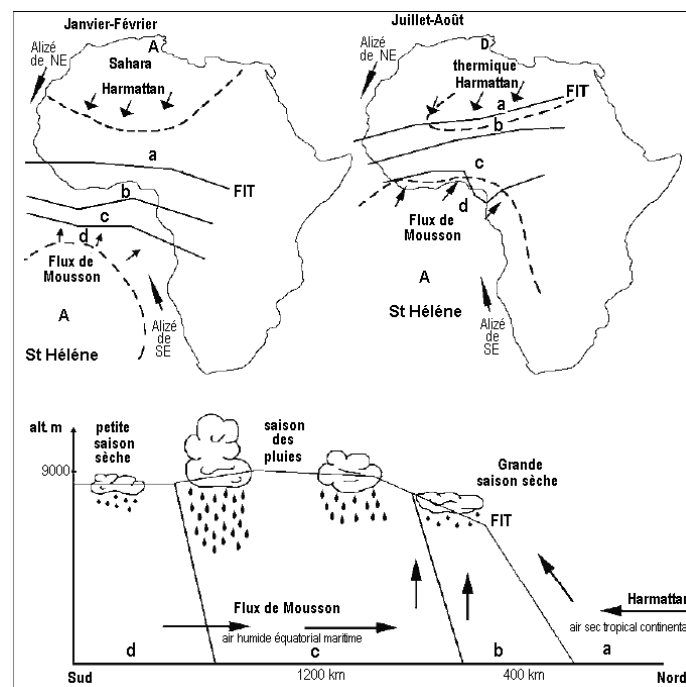 Janvier-Février
Alizé
de NE
A
Sahara
Harmattan
a
FIT
b
c
d
Flux de
Mousson
A
St Héléne
Alizé
de
SE
Juillet-Août
Alizé
de NE
D
thermique
Harmattan
a
FIT
b
c
d
Flux de
Mousson
A
St Héléne
Alizé
de
SE
alt. m
9000
petite
saison
sèche
saison
des
pluies
Grande
saison sèche
FIT
Flux de Mousson
air humide équatorial maritime
Harmattan
air sec tropical continental
d
c
b
a
Sud
1200 km
400 km
Nord